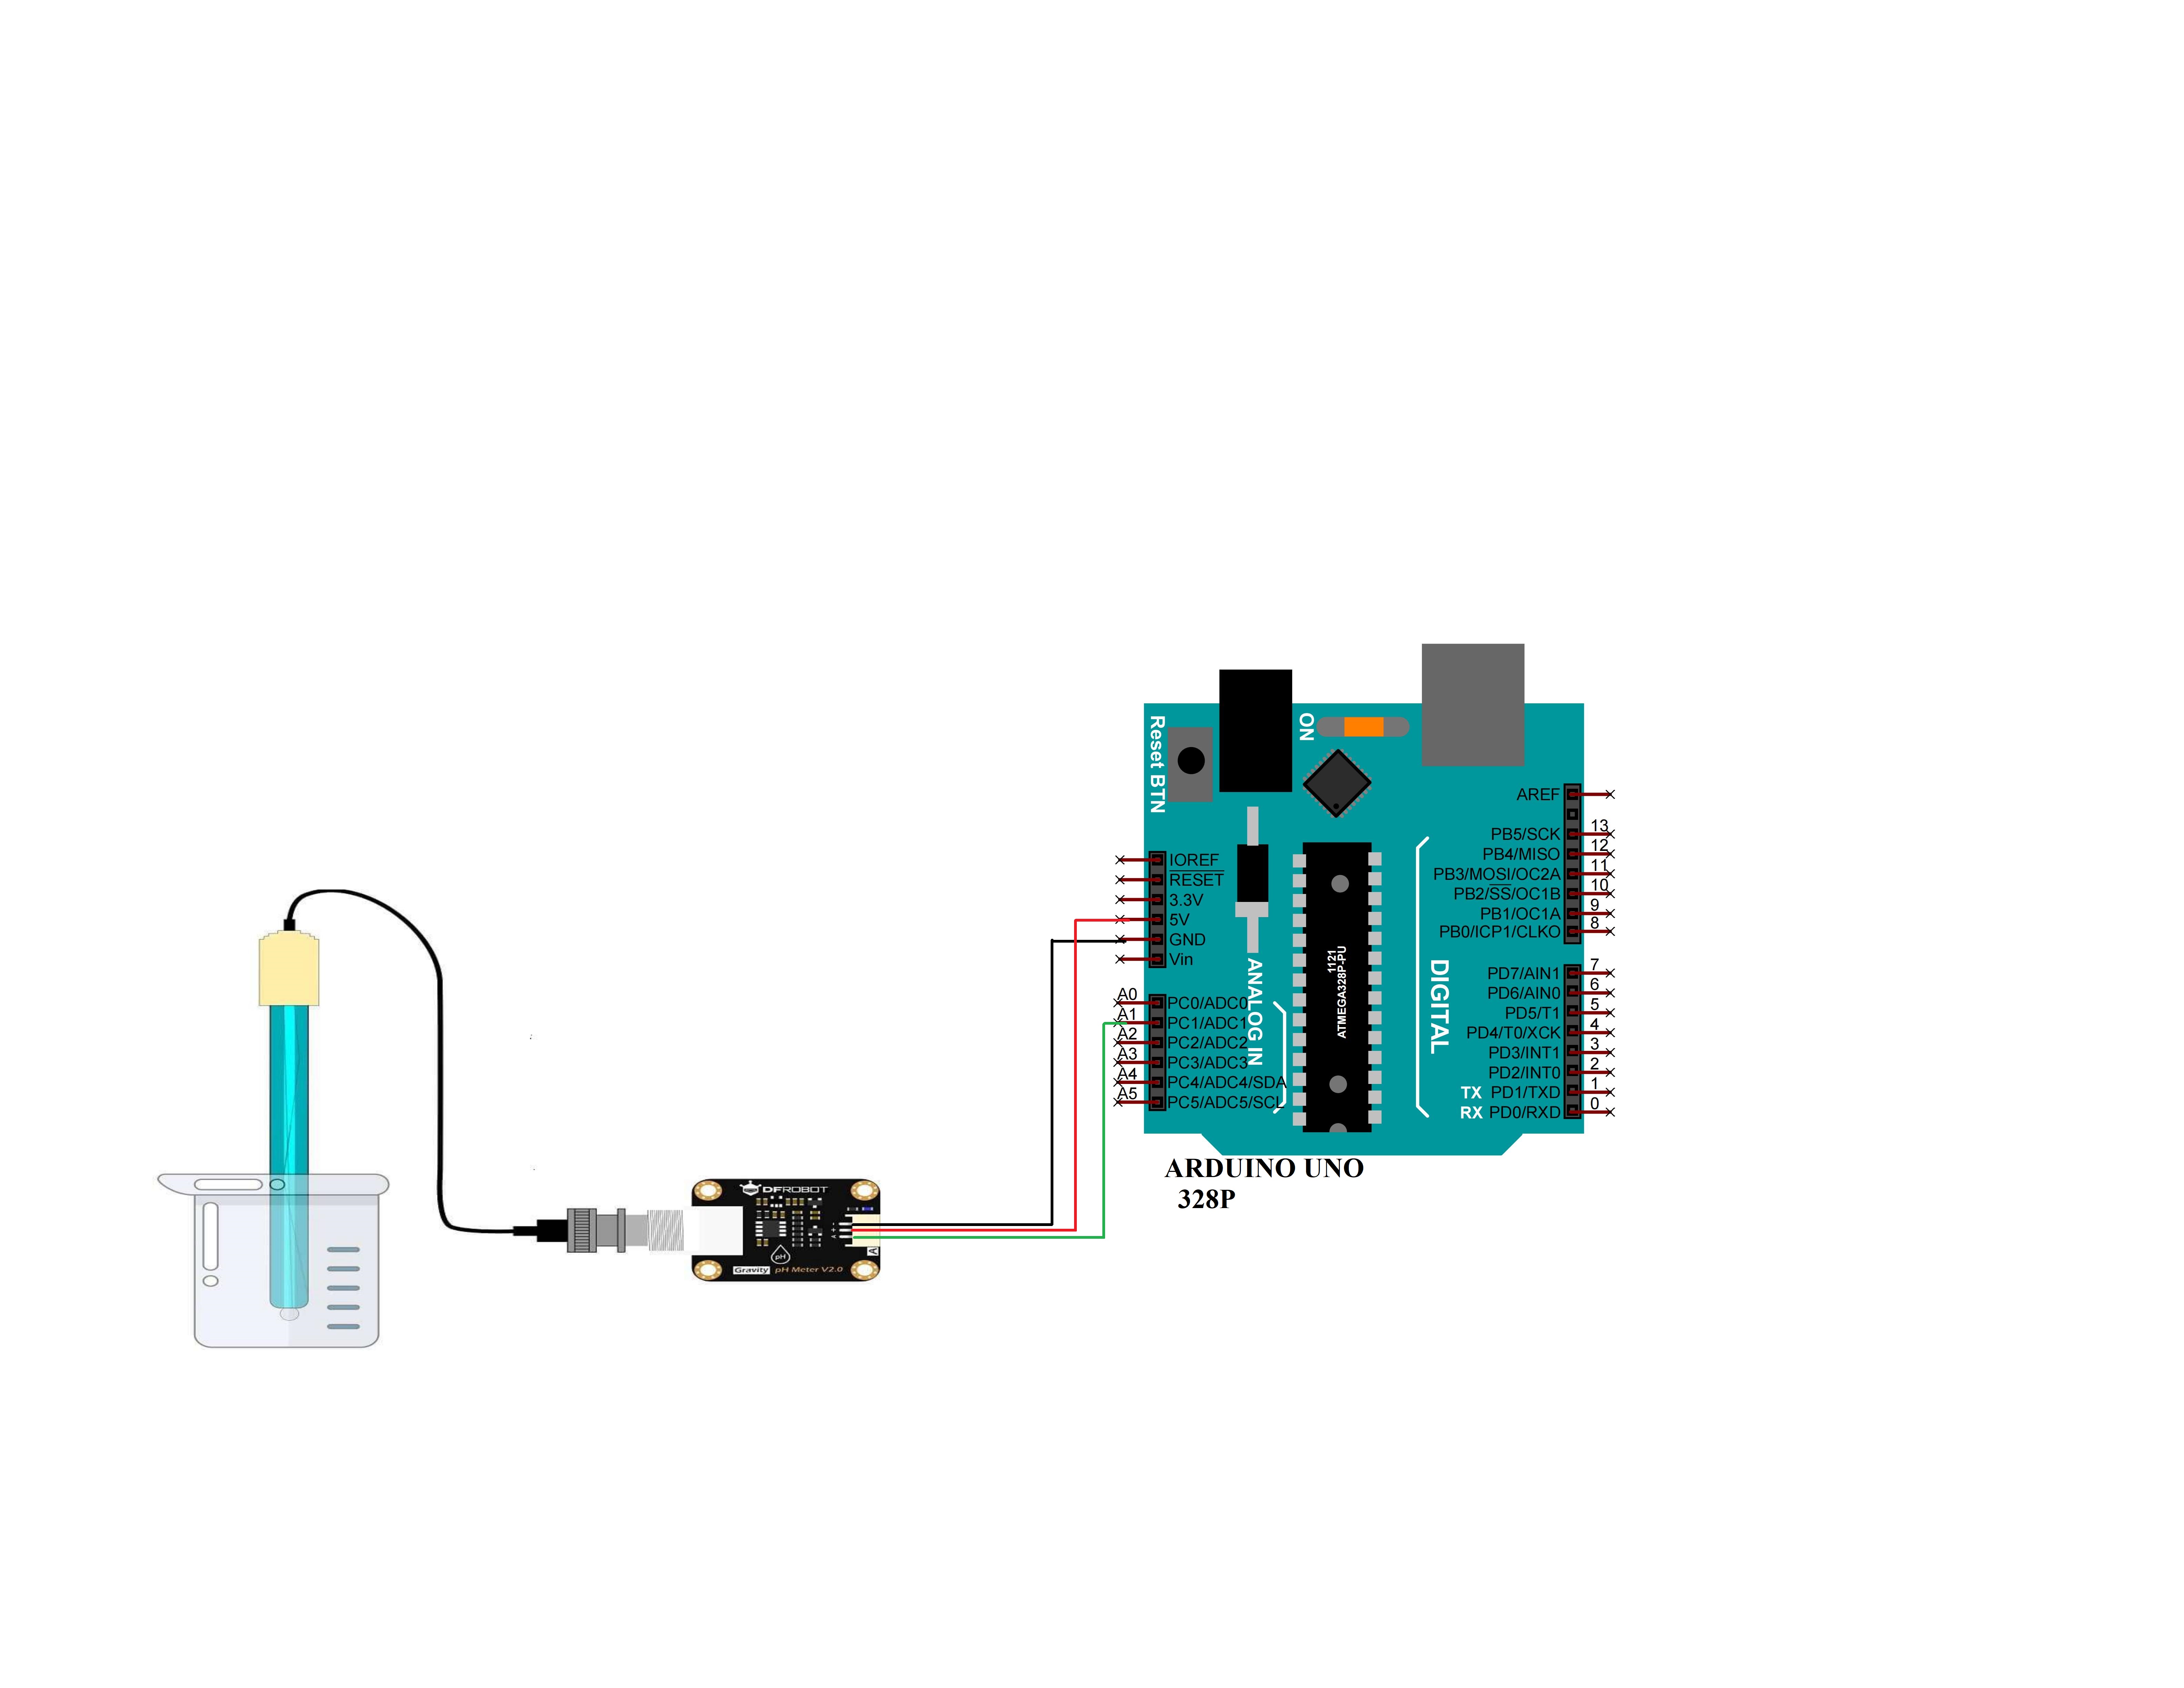 Reset BTN
ON
AREF
13
PB5/SCK
12
PB4/MISO
11
PB3/MOSI/OC2A
10
PB2/SS/OC1B
9
PB1/OC1A
8
PB0/ICP1/CLKO
IOREF
RESET
3.3V
5V
GND
Vin
ANALOG IN
1121
ATMEGA328P-PU
DIGITAL
7
PD7/AIN1
6
PD6/AIN0
5
PD5/T1
4
PD4/T0/XCK
3
PD3/INT1
2
PD2/INT0
1
TX PD1/TXD
0
RX PD0/RXD
A0
PC0/ADC0
A1
PC1/ADC1
A2
PC2/ADC2
A3
PC3/ADC3
A4
PC4/ADC4/SDA
A5
PC5/ADC5/SCL
ARDUINO UNO
328P
DFROBOT
A
pH
Gravity pH Meter V2.0